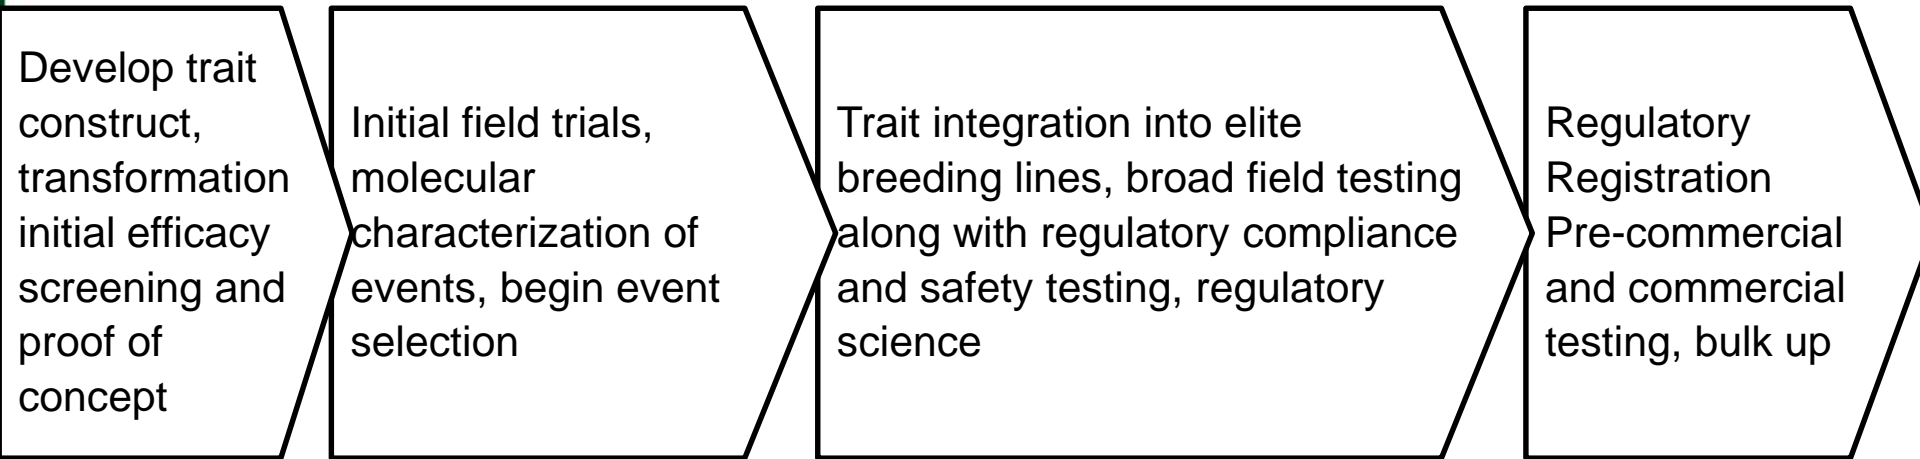 Develop trait
construct,
transformation
initial efficacy
screening and
proof of
concept
Initial field trials,
molecular
characterization of
events, begin event
selection
Trait integration into elite
breeding lines, broad field testing
along with regulatory compliance
and safety testing, regulatory
science
Regulatory
Registration
Pre-commercial
and commercial
testing, bulk up